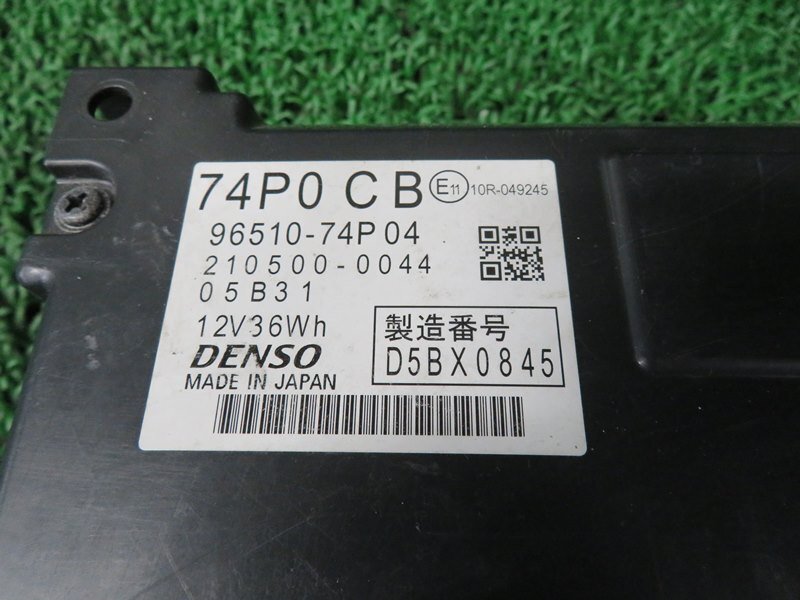 74P0 CB E11 10R-049245
96510-74P04
210500-0044
05B31
12V36Wh
DENSO
MADE IN JAPAN
製造番号
D5BX0845